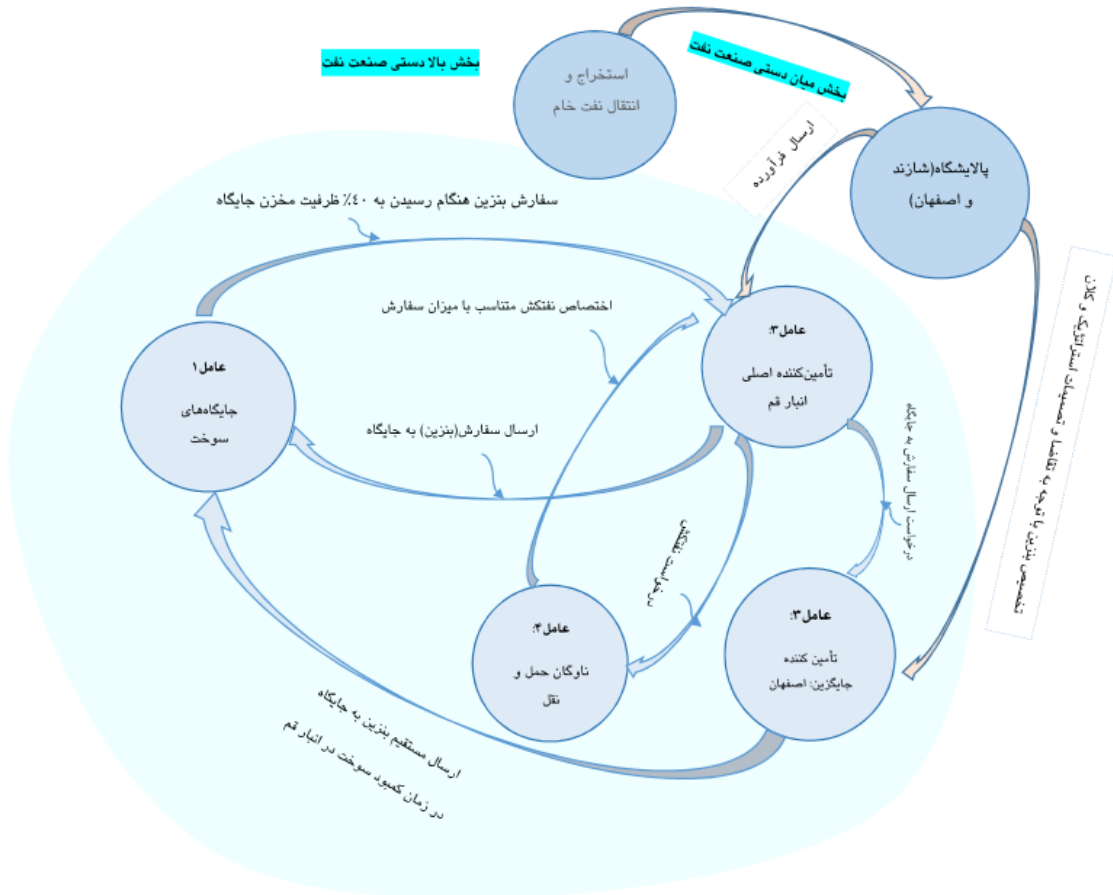 بخش بالا دستی صنعت نفت
بخش میان دستی صنعت نفت
استخراج و
انتقال نفت خام
پالایشگاه(شازند
و اصفهان)
ارسال فرآورده
سفارش بنزین هنگام رسیدن به ۴۰٪ ظرفیت مخزن جایگاه
اختصاص نفتکش متناسب با میزان سفارش
عامل۳:
تأمین‌کننده اصلی
انبار قم
عامل۱
جایگاه‌های
سوخت
ارسال سفارش(بنزین) به جایگاه
درخواست ارسال سفارش به جایگاه
تخصیص بنزین با توجه به تقاضا و تصمیمات استراتژیک و کلان
درخواست نفتکش
عامل۴:
ناوگان حمل و
نقل
عامل۳:
تأمین کننده
جایگزین: اصفهان
ارسال مستقیم بنزین به جایگاه
در زمان کمبود سوخت در انبار قم